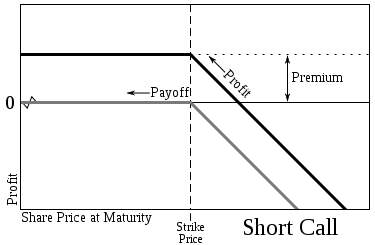 Profit
Premium
Payoff
0
Profit
Share Price at Maturity
Strike
Price
Short Call